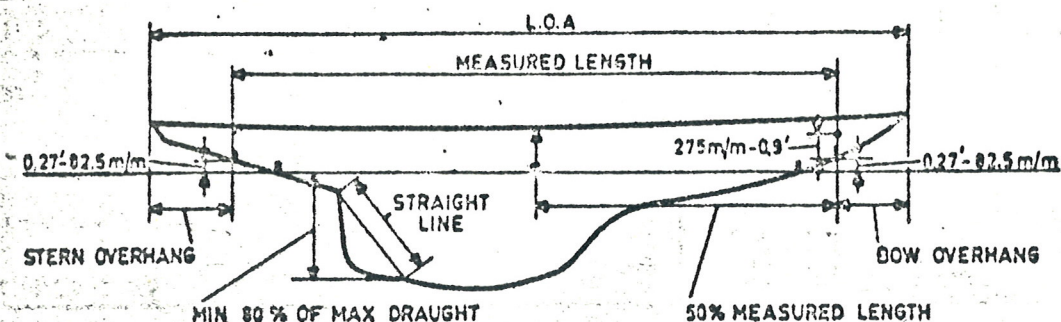 L.O.A
MEASURED LENGTH
275m/m-0,9'
0.27'-82.5m/m
0.27'-82.5m/m
STRAIGHT
LINE
STERN OVERHANG
BOW OVERHANG
MIN 80 % OF MAX DRAUGHT
50% MEASURED LENGTH